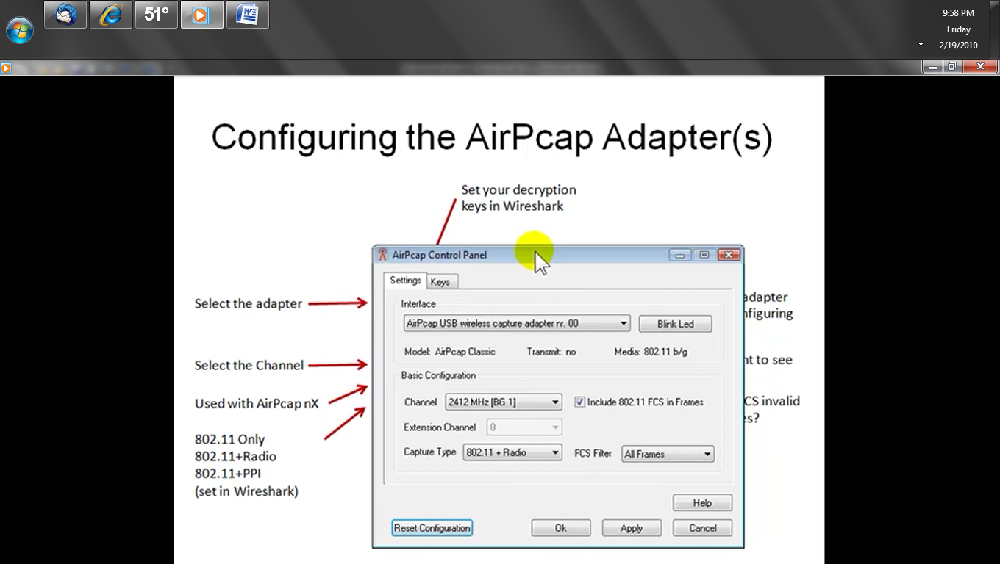 51°
9:58 PM
Friday
2/19/2010
Configuring the AirPcap Adapter(s)
Set your decryption
keys in Wireshark
AirPcap Control Panel
Settings
Keys
Select the adapter
Interface
adapter
AirPcap USB wireless capture adapter nr. 00
Blink Led
Model: AirPcap Classic
Transmit: no
Media: 802.11 b/g
Select the Channel
nt to see
Basic Configuration
Used with AirPcap nX
Channel
2412 MHz [BG 1]
Include 802.11 FCS in Frames
CS invalid
Extension Channel
0
802.11 Only
802.11+Radio
802.11+PPI
(set in Wireshark)
Capture Type
802.11 + Radio
FCS Filter
All Frames
Help
Reset Configuration
Ok
Apply
Cancel